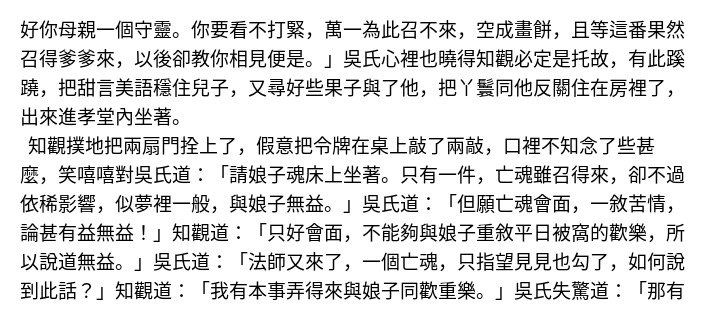 好你母親一個守靈。你要看不打緊，萬一為此召不來，空成畫餅，且等這番果然
召得爹爹來，以後卻教你相見便是。」吳氏心裡也曉得知觀必定是托故，有此蹊
蹺，把甜言美語穩住兒子，又尋好些果子與了他，把丫鬟同他反關住在房裡了，
出來進孝堂內坐著。
知觀撲地把兩扇門拴上了，假意把令牌在桌上敲了兩敲，口裡不知念了些甚
麼，笑嘻嘻對吳氏道：「請娘子魂床上坐著。只有一件，亡魂雖召得來，卻不過
依稀影響，似夢裡一般，與娘子無益。」吳氏道：「但願亡魂會面，一敘苦情，
論甚有益無益！」知觀道：「只好會面，不能夠與娘子重敘平日被窩的歡樂，所
以說道無益。」吳氏道：「法師又來了，一個亡魂，只指望見見也勾了，如何說
到此話？」知觀道：「我有本事弄得來與娘子同歡重樂。」吳氏失驚道：「那有